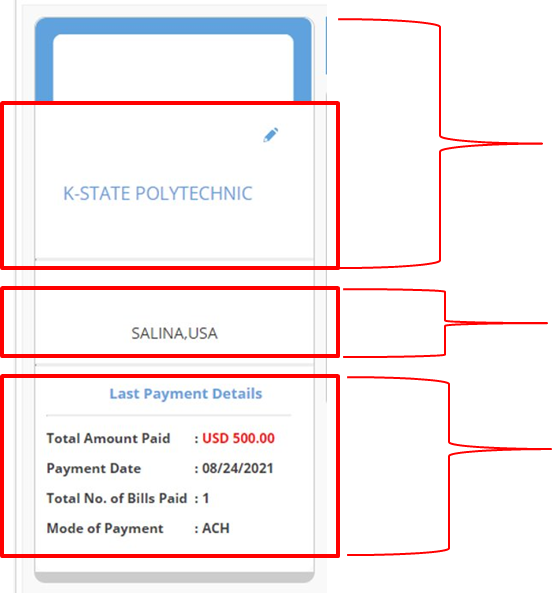 K-STATE POLYTECHNIC
SALINA,USA
Last Payment Details
Total Amount Paid : USD 500.00
Payment Date : 08/24/2021
Total No. of Bills Paid : 1
Mode of Payment : ACH